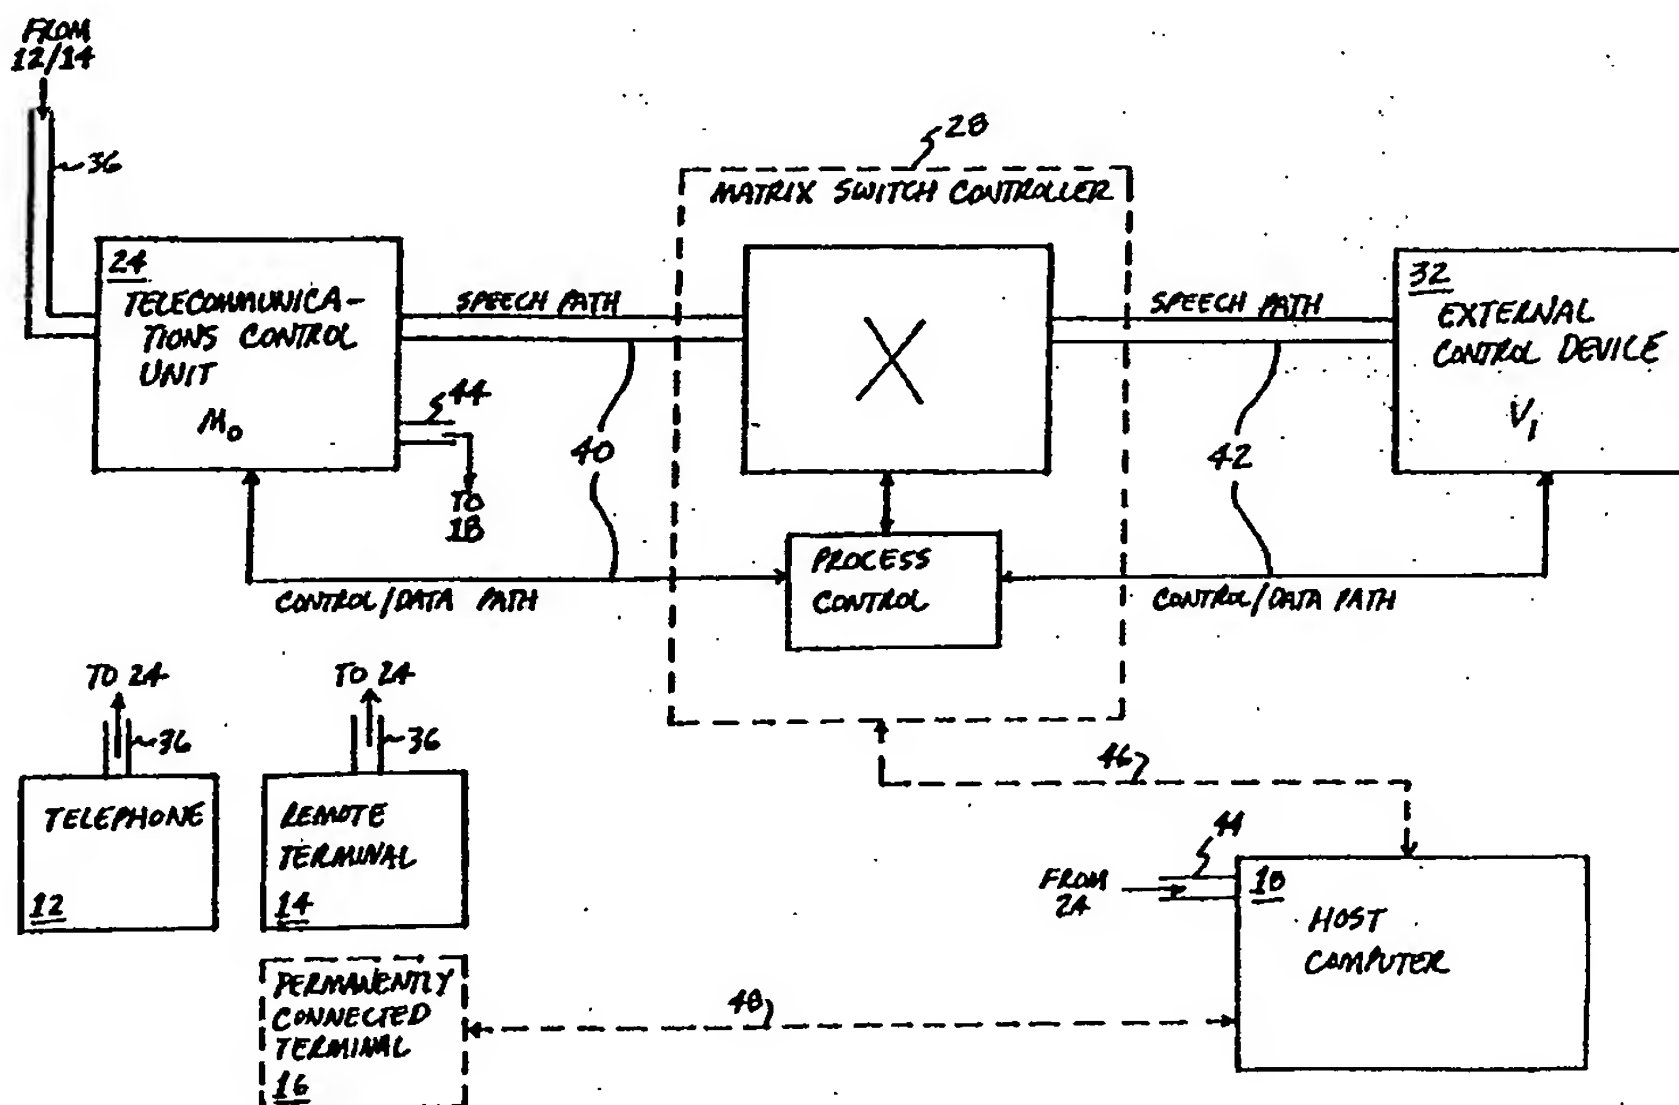 FROM
12/14
36
28
MATRIX SWITCH CONTROLLER
24
TELECOMMUNICA-
TIONS CONTROL
UNIT
M0
SPEECH PATH
X
SPEECH PATH
32
EXTERNAL
CONTROL DEVICE
V1
44
TO
18
40
42
PROCESS
CONTROL
CONTROL/DATA PATH
CONTROL/DATA PATH
TO 24
36
TO 24
36
TELEPHONE
12
REMOTE
TERMINAL
14
46
44
FROM
24
18
HOST
COMPUTER
PERMANENTLY
CONNECTED
TERMINAL
16
48